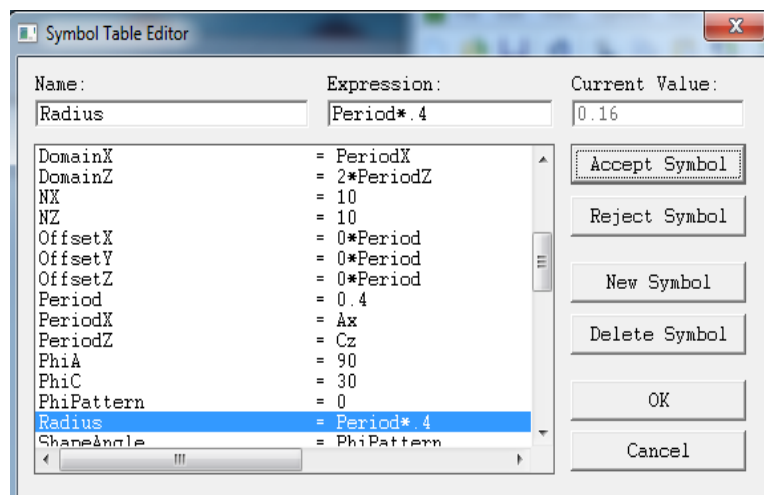 Symbol Table Editor
Name: Expression: Current Value:
Radius Period*.4 0.16
DomainX = PeriodX
DomainZ = 2*PeriodZ
NX = 10
NZ = 10
OffsetX = 0*Period
OffsetY = 0*Period
OffsetZ = 0*Period
Period = 0.4
PeriodX = Ax
PeriodZ = Cz
PhiA = 90
PhiC = 30
PhiPattern = 0
Radius = Period*.4
ShapeAngle = PhiPattern
Accept Symbol
Reject Symbol
New Symbol
Delete Symbol
OK
Cancel